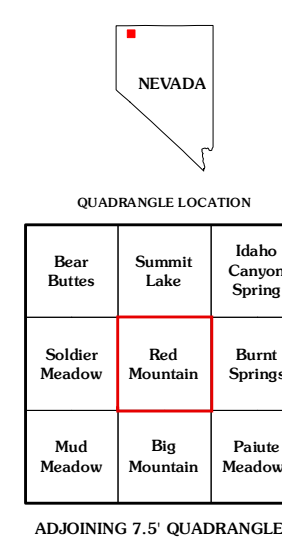 NEVADA
QUADRANGLE LOCATION
Bear
Buttes
Summit
Lake
Idaho
Canyon
Spring
Soldier
Meadow
Red
Mountain
Burnt
Springs
Mud
Meadow
Big
Mountain
Paiute
Meadow
ADJOINING 7.5' QUADRANGLE